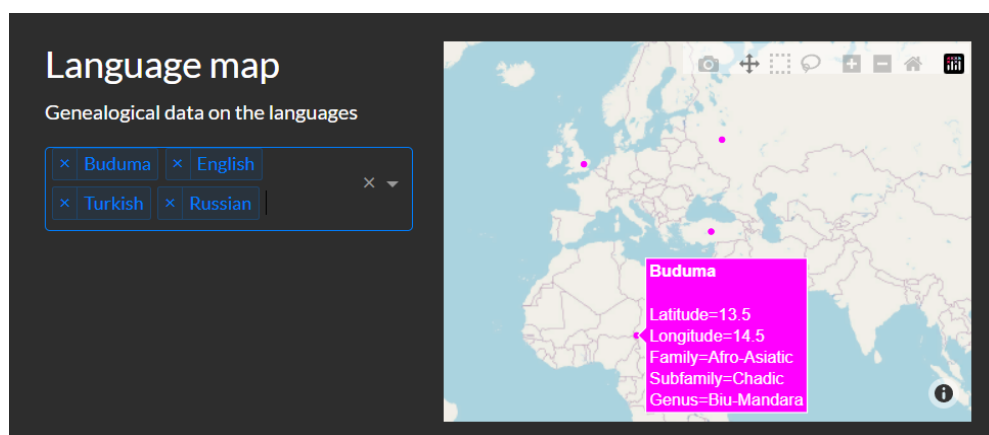 Language map
Genealogical data on the languages
× Buduma × English
× Turkish × Russian
Buduma
Latitude=13.5
Longitude=14.5
Family=Afro-Asiatic
Subfamily=Chadic
Genus=Biu-Mandara